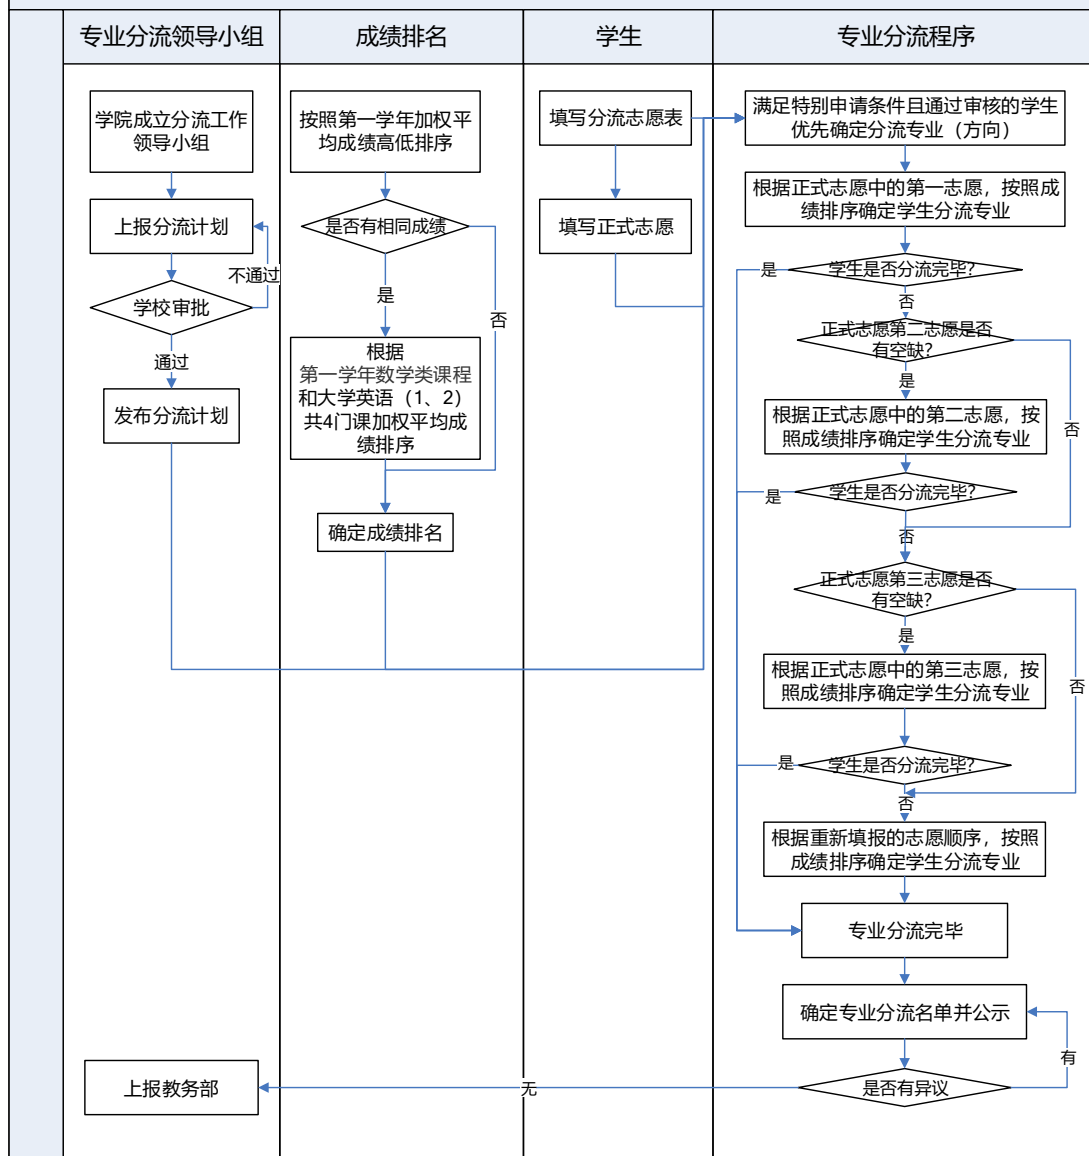 专业分流领导小组
成绩排名
学生
专业分流程序
学院成立分流工作
领导小组
上报分流计划
不通过
学校审批
通过
发布分流计划
上报教务部
按照第一学年加权平
均成绩高低排序
是否有相同成绩
是
否
根据
第一学年数学类课程
和大学英语（1、2）
共4门课加权平均成
绩排序
确定成绩排名
填写分流志愿表
填写正式志愿
满足特别申请条件且通过审核的学生
优先确定分流专业（方向）
根据正式志愿中的第一志愿，按照成
绩排序确定学生分流专业
是
学生是否分流完毕？
否
正式志愿第二志愿是否
有空缺？
是
否
根据正式志愿中的第二志愿，按
照成绩排序确定学生分流专业
是
学生是否分流完毕？
否
正式志愿第三志愿是否
有空缺？
是
否
根据正式志愿中的第三志愿，按
照成绩排序确定学生分流专业
是
学生是否分流完毕？
否
根据重新填报的志愿顺序，按照
成绩排序确定学生分流专业
专业分流完毕
确定专业分流名单并公示
有
是否有异议
无